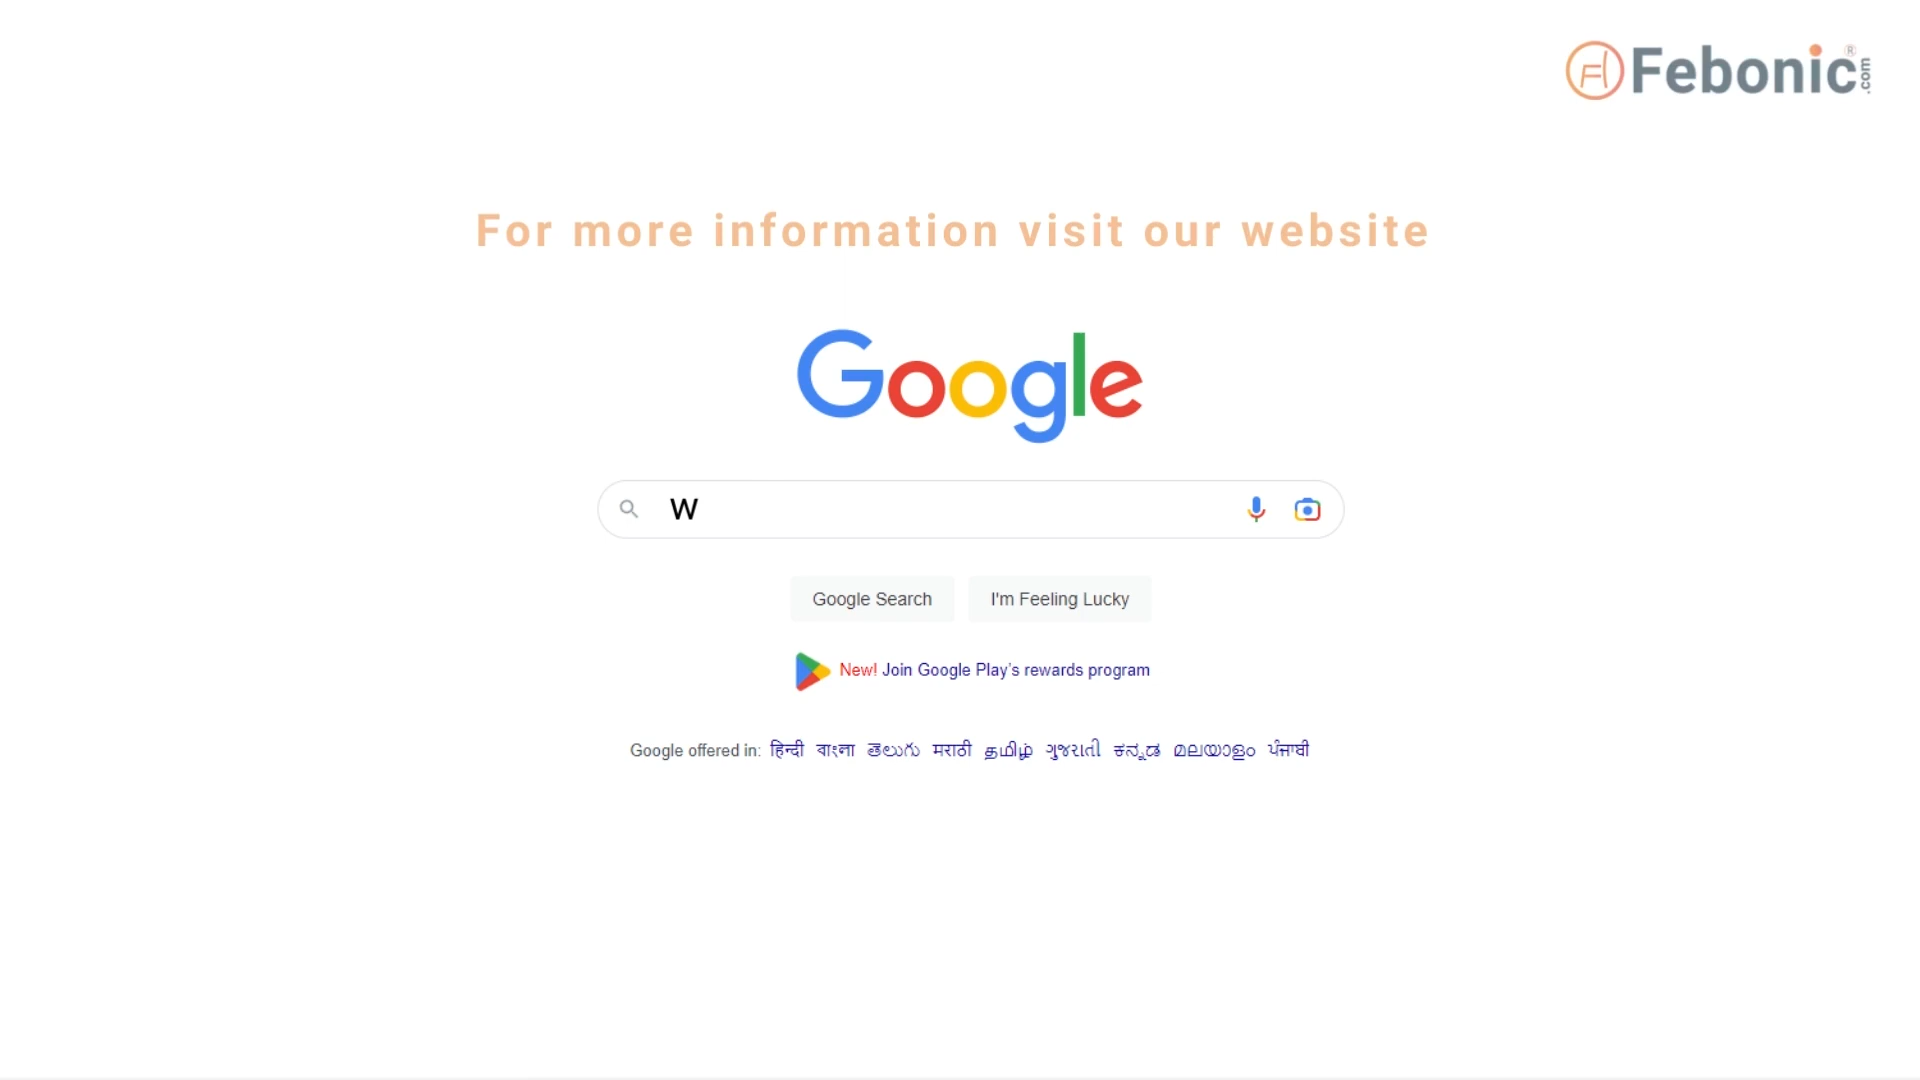 Febonic®.com
For more information visit our website
Google
W
Google Search
I'm Feeling Lucky
New! Join Google Play's rewards program
Google offered in: हिन्दी বাংলা తెలుగు मराठी தமிழ் ગુજરાતી ಕನ್ನಡ മലയാളം ਪੰਜਾਬੀ